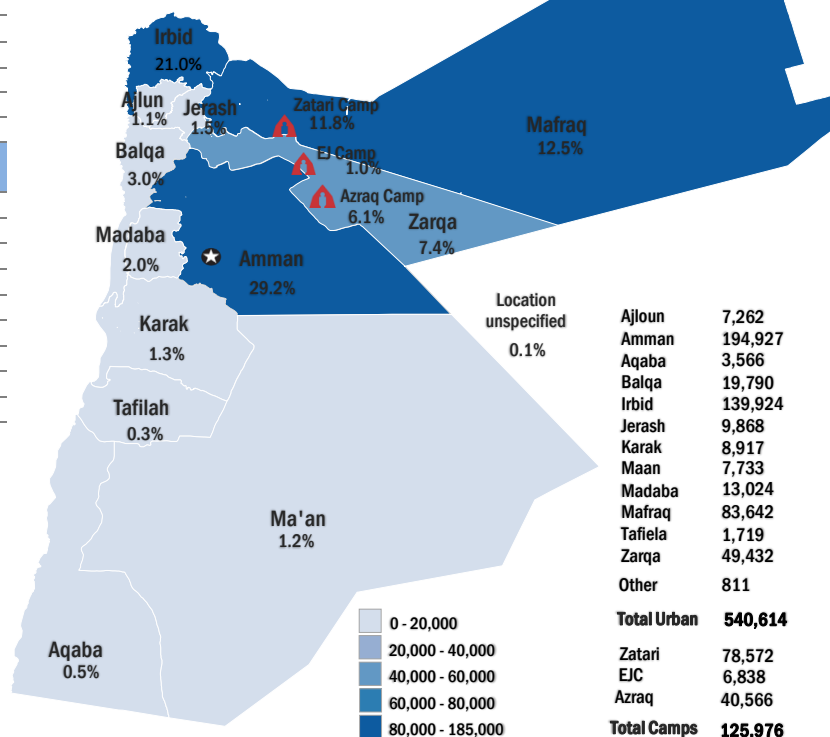 Irbid
21.0%
Ajlun
1.1%
Jerash
1.5%
Zatari Camp
11.8%
Mafraq
12.5%
Balqa
3.0%
EJ Camp
1.0%
Azraq Camp
6.1%
Zarqa
7.4%
Madaba
2.0%
Amman
29.2%
Karak
1.3%
Location
unspecified
0.1%
Tafilah
0.3%
Ma'an
1.2%
Aqaba
0.5%
0 - 20,000
20,000 - 40,000
40,000 - 60,000
60,000 - 80,000
80,000 - 185,000
Ajloun 7,262
Amman 194,927
Aqaba 3,566
Balqa 19,790
Irbid 139,924
Jerash 9,868
Karak 8,917
Maan 7,733
Madaba 13,024
Mafraq 83,642
Tafiela 1,719
Zarqa 49,432
Other 811
Total Urban 540,614
Zatari 78,572
EJC 6,838
Azraq 40,566
Total Camps 125,976